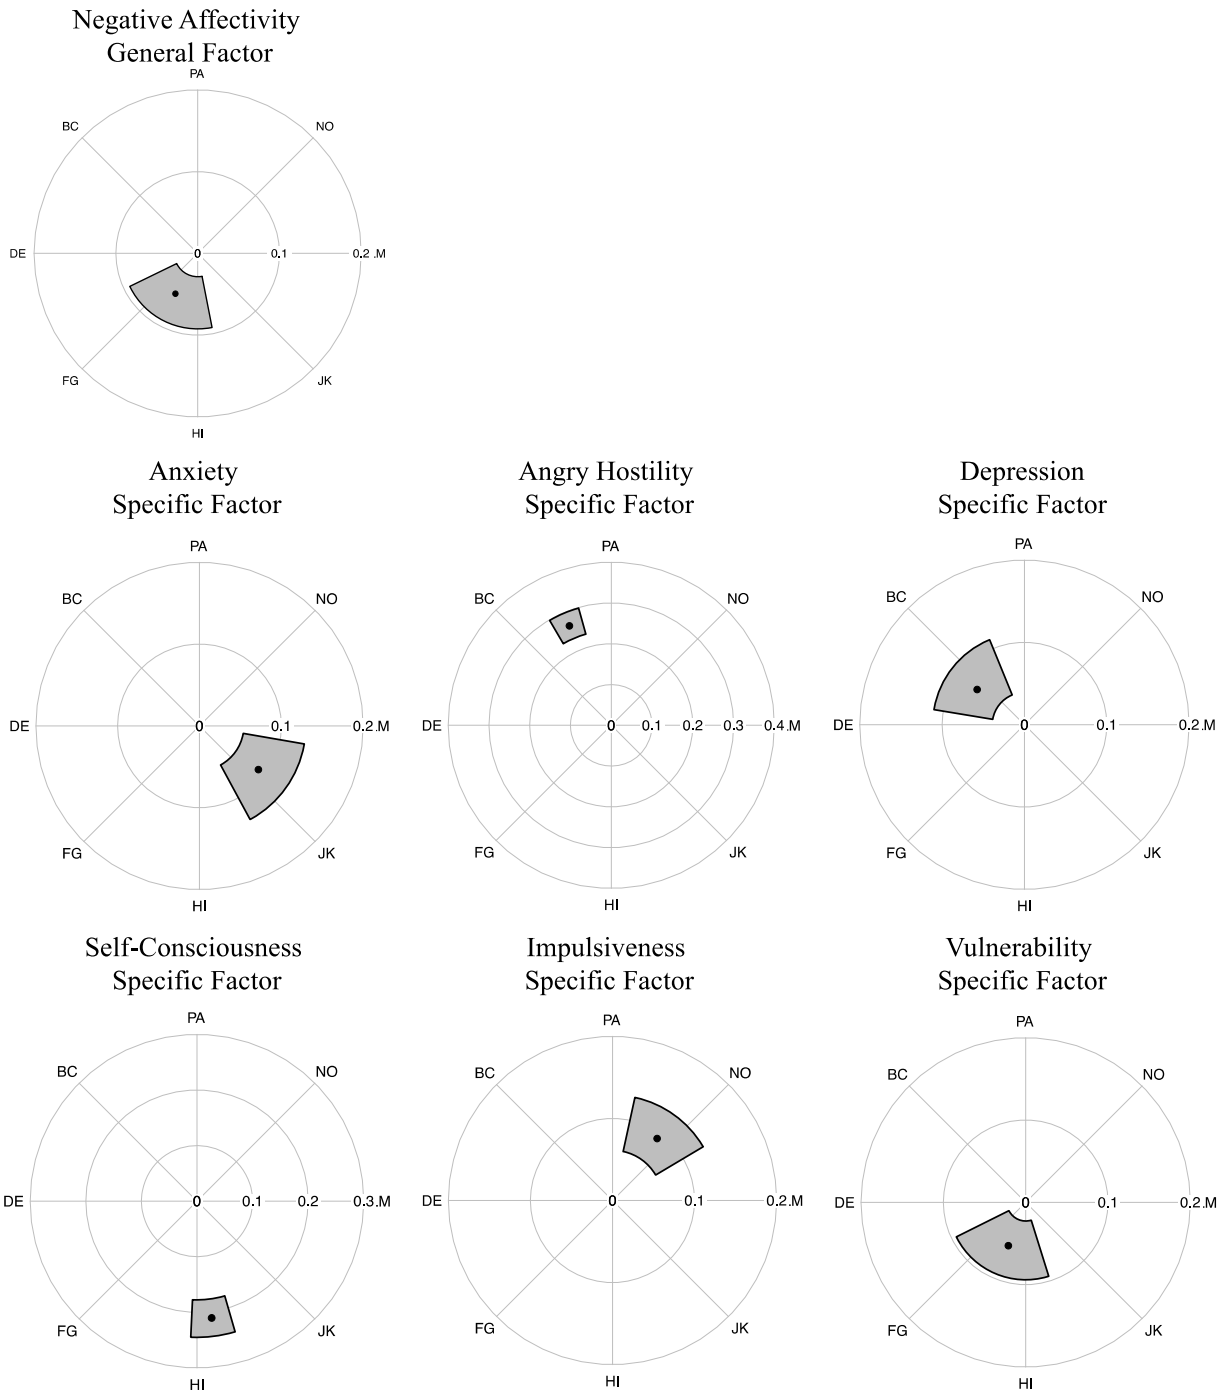 Negative Affectivity
General Factor
PA
BC
NO
DE
0
0.1
0.2 .M
FG
JK
HI
Anxiety
Specific Factor
PA
BC
NO
DE
0
0.1
0.2.M
FG
JK
HI
Angry Hostility
Specific Factor
PA
BC
NO
DE
0
0.1
0.2
0.3
0.4.M
FG
JK
HI
Depression
Specific Factor
PA
BC
NO
DE
0
0.1
0.2.M
FG
JK
HI
Self-Consciousness
Specific Factor
PA
BC
NO
DE
0
0.1
0.2
0.3.M
FG
JK
HI
Impulsiveness
Specific Factor
PA
BC
NO
DE
0
0.1
0.2.M
FG
JK
HI
Vulnerability
Specific Factor
PA
BC
NO
DE
0
0.1
0.2.M
FG
JK
HI